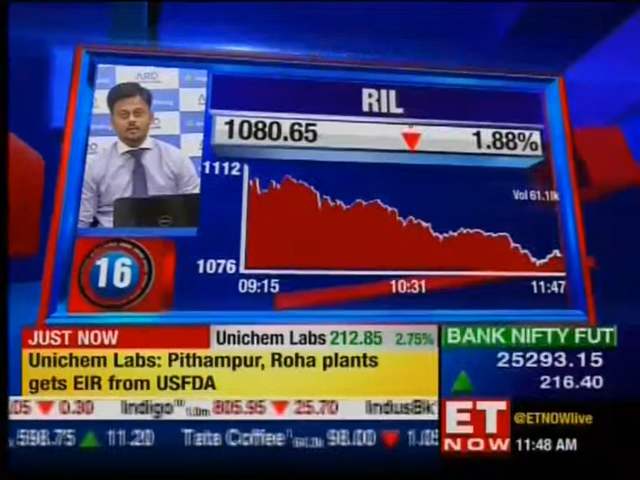 RIL
1080.65 1.88%
1112
Vol 61.1
1076
09:15 10:31 11:47
16
JUST NOW
Unichem Labs 212.85 2.75%
Unichem Labs: Pithampur, Roha plants
gets EIR from USFDA
BANK NIFTY FUT
25293.15
216.40
.05 0.30 Indigo 805.95 25.70 IndusBk
598.75 11.20 Tata Coffee 98.00
ET
NOW
@ETNOWlive
11:48 AM